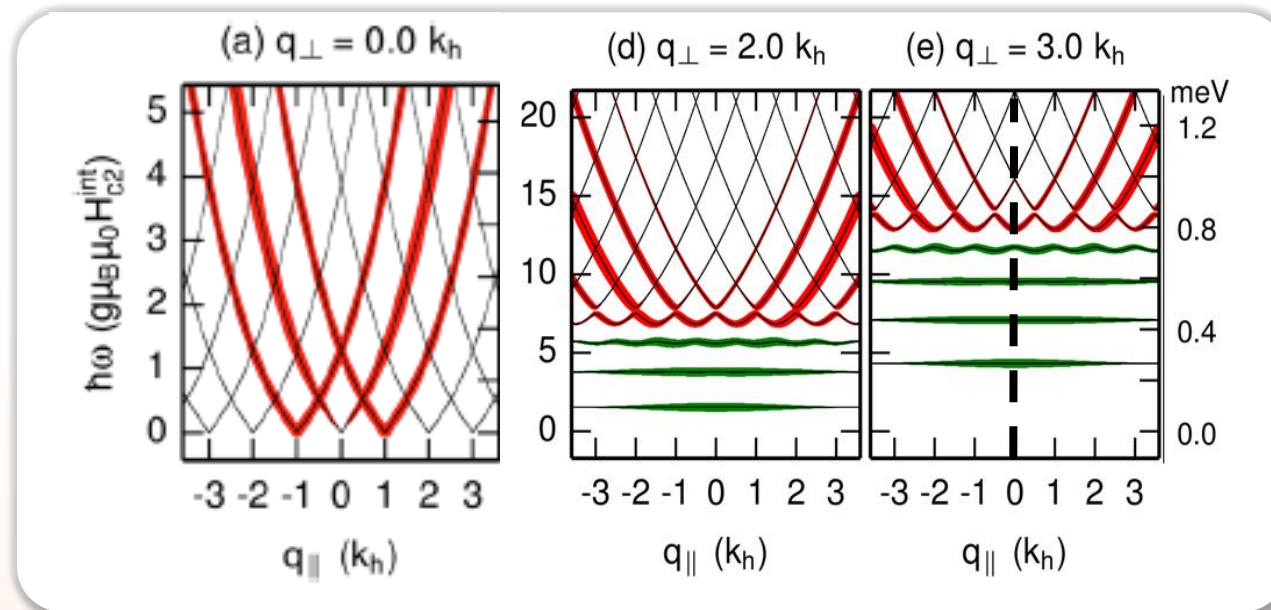 (a) q⊥ = 0.0 kₕ
(d) q⊥ = 2.0 kₕ
(e) q⊥ = 3.0 kₕ
meV
ħω (gμ_Bμ₀H_c2^int)
5
4
3
2
1
0
20
15
10
5
0
1.2
0.8
0.4
0.0
-3 -2 -1 0 1 2 3
-3 -2 -1 0 1 2 3
-3 -2 -1 0 1 2 3
q∥ (kₕ)
q∥ (kₕ)
q∥ (kₕ)